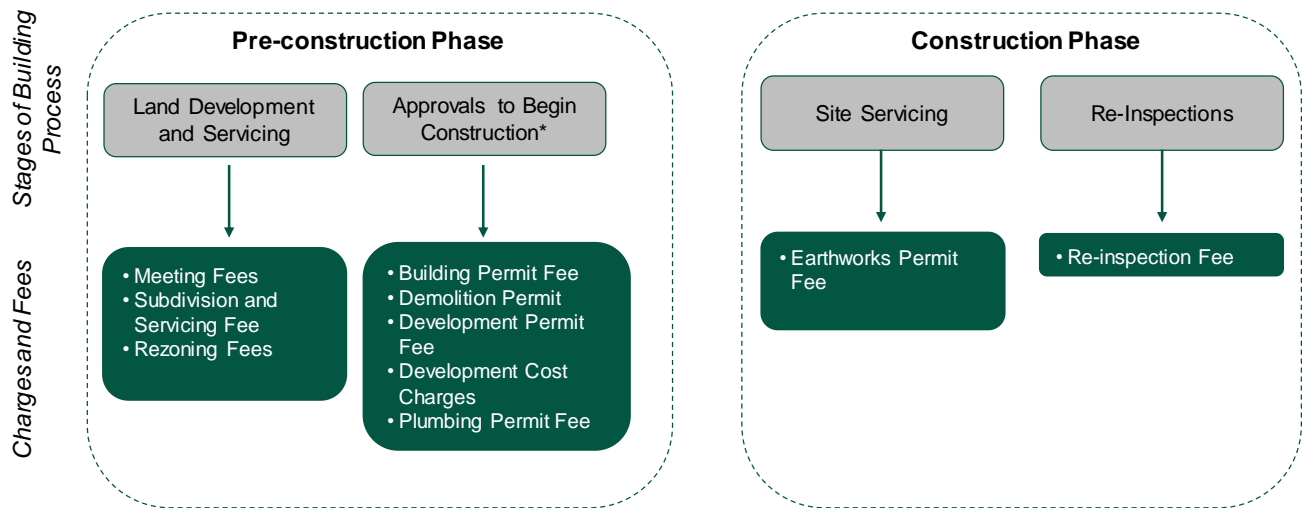 Stages of Building
Process
Pre-construction Phase
Land Development
and Servicing
Approvals to Begin
Construction*
Construction Phase
Site Servicing
Re-Inspections
Charges and Fees
• Meeting Fees
• Subdivision and
Servicing Fee
• Rezoning Fees
• Building Permit Fee
• Demolition Permit
• Development Permit
Fee
• Development Cost
Charges
• Plumbing Permit Fee
• Earthworks Permit
Fee
• Re-inspection Fee